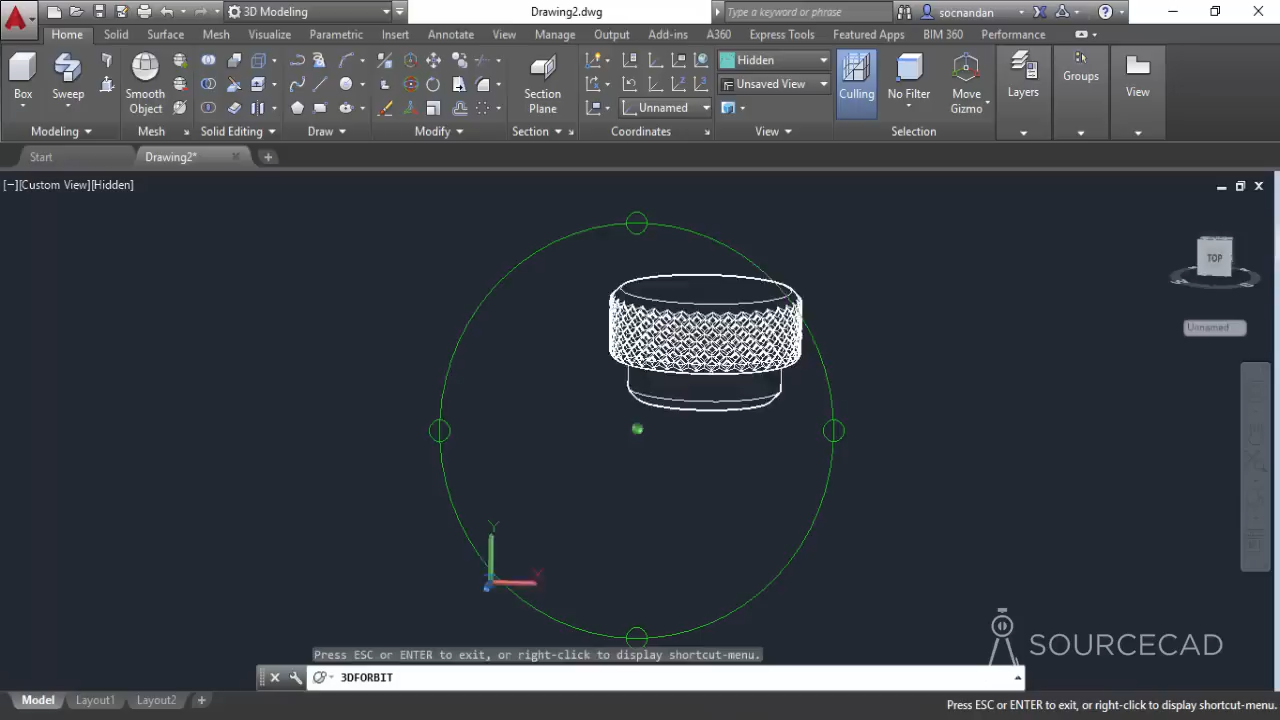 3D Modeling
Drawing2.dwg
Type a keyword or phrase
socnandan
Home Solid Surface Mesh Visualize Parametric Insert Annotate View Manage Output Add-ins A360 Express Tools Featured Apps BIM 360 Performance
Box
Sweep
Smooth
Object
Section
Plane
Hidden
Unsaved View
Unnamed
Culling
No Filter
Move
Gizmo
Layers
Groups
View
Modeling Mesh Solid Editing Draw Modify Section Coordinates View Selection
Start Drawing2*
[−][Custom View][Hidden]
TOP
Unnamed
Y
X
SOURCECAD
Press ESC or ENTER to exit, or right-click to display shortcut-menu.
3DFORBIT
Model Layout1 Layout2
Press ESC or ENTER to exit, or right-click to display shortcut-menu.